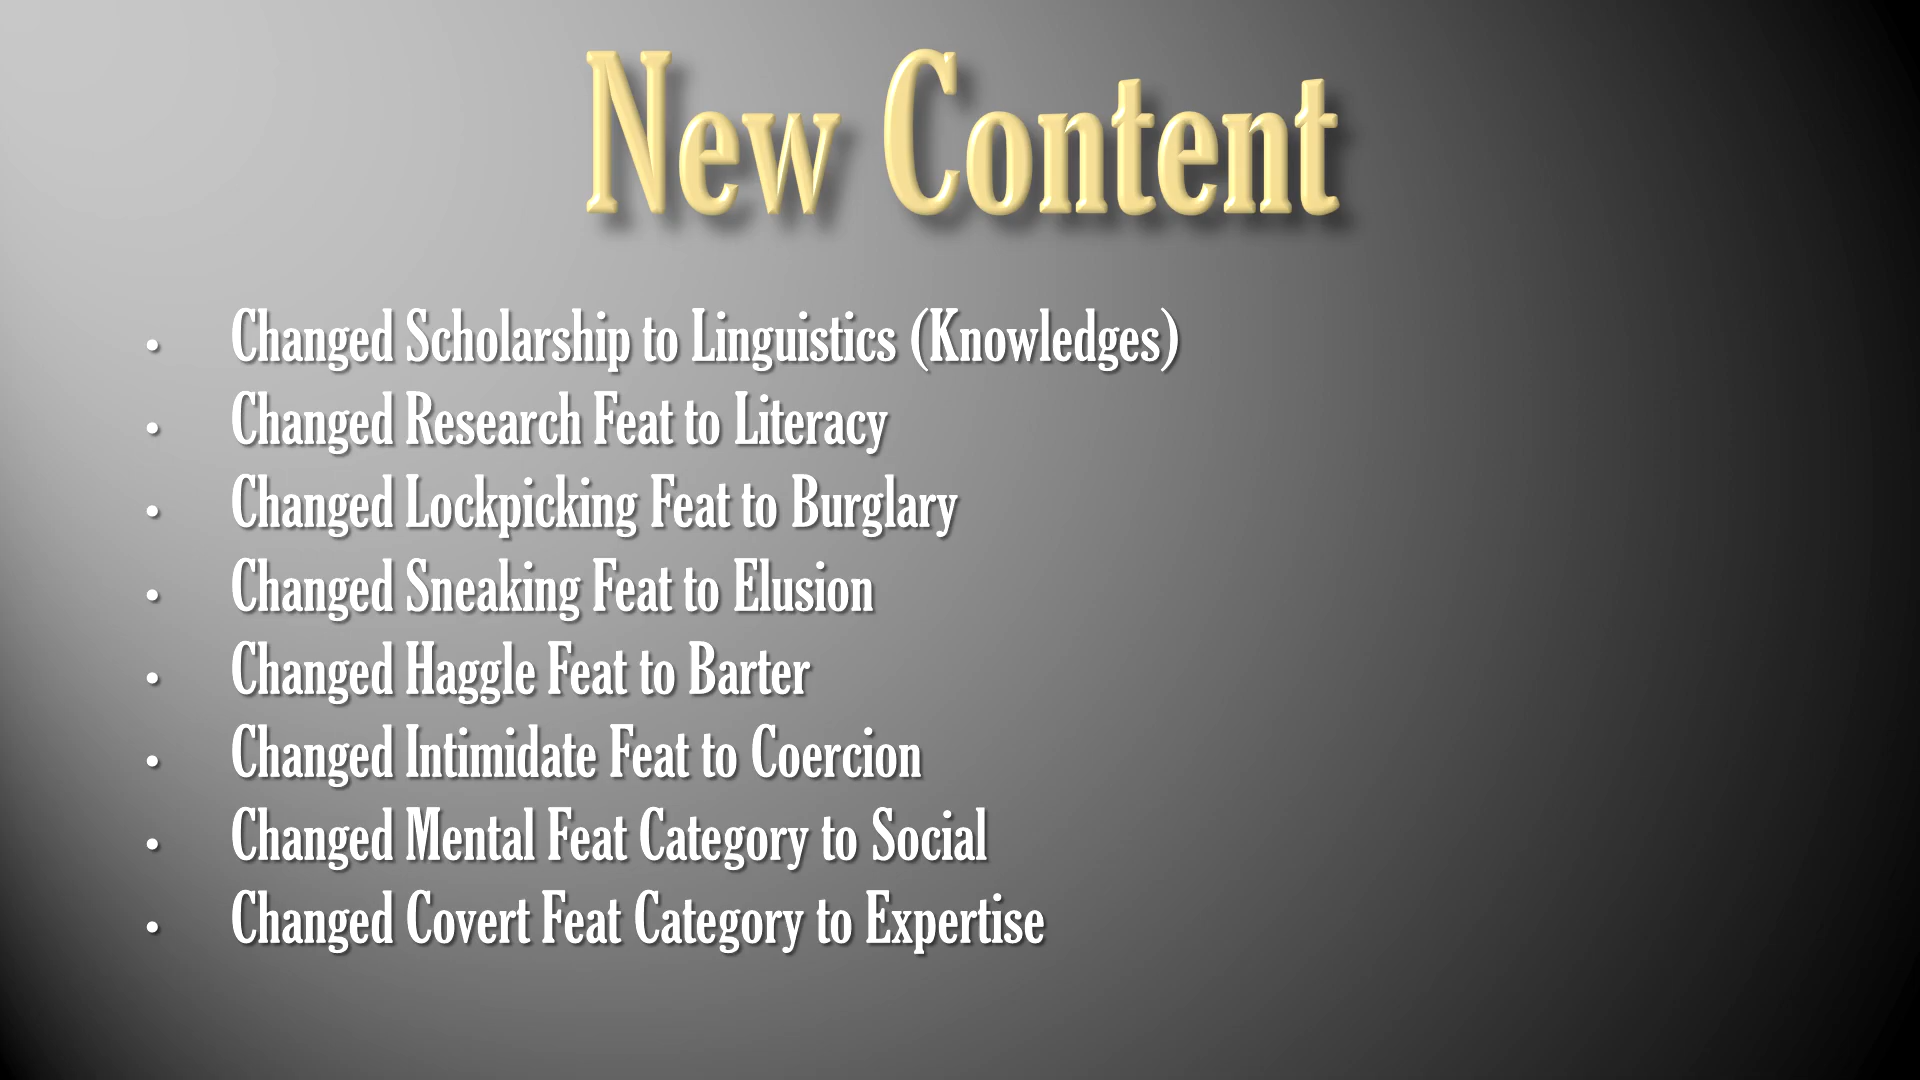 New Content
• Changed Scholarship to Linguistics (Knowledges)
• Changed Research Feat to Literacy
• Changed Lockpicking Feat to Burglary
• Changed Sneaking Feat to Elusion
• Changed Haggle Feat to Barter
• Changed Intimidate Feat to Coercion
• Changed Mental Feat Category to Social
• Changed Covert Feat Category to Expertise